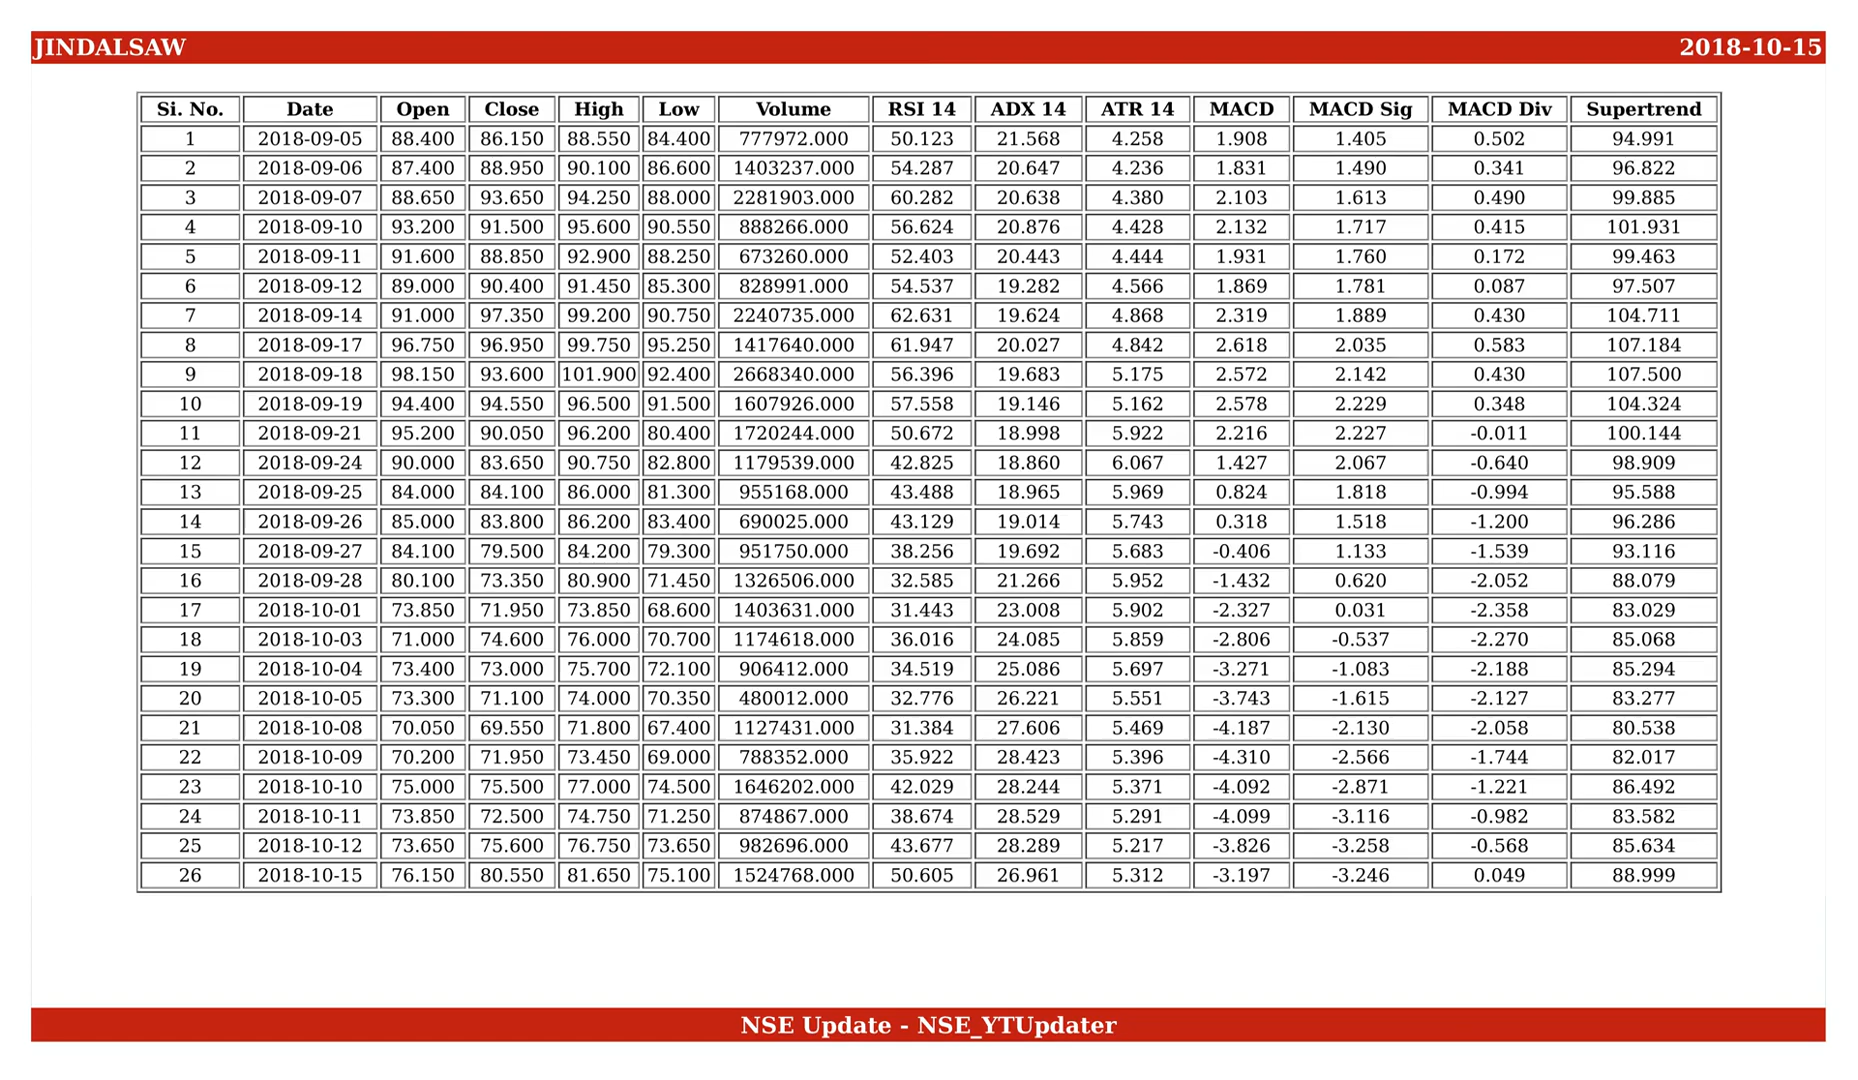 JINDALSAW 2018-10-15
Si. No. Date Open Close High Low Volume RSI 14 ADX 14 ATR 14 MACD MACD Sig MACD Div Supertrend
1 2018-09-05 88.400 86.150 88.550 84.400 777972.000 50.123 21.568 4.258 1.908 1.405 0.502 94.991
2 2018-09-06 87.400 88.950 90.100 86.600 1403237.000 54.287 20.647 4.236 1.831 1.490 0.341 96.822
3 2018-09-07 88.650 93.650 94.250 88.000 2281903.000 60.282 20.638 4.380 2.103 1.613 0.490 99.885
4 2018-09-10 93.200 91.500 95.600 90.550 888266.000 56.624 20.876 4.428 2.132 1.717 0.415 101.931
5 2018-09-11 91.600 88.850 92.900 88.250 673260.000 52.403 20.443 4.444 1.931 1.760 0.172 99.463
6 2018-09-12 89.000 90.400 91.450 85.300 828991.000 54.537 19.282 4.566 1.869 1.781 0.087 97.507
7 2018-09-14 91.000 97.350 99.200 90.750 2240735.000 62.631 19.624 4.868 2.319 1.889 0.430 104.711
8 2018-09-17 96.750 96.950 99.750 95.250 1417640.000 61.947 20.027 4.842 2.618 2.035 0.583 107.184
9 2018-09-18 98.150 93.600 101.900 92.400 2668340.000 56.396 19.683 5.175 2.572 2.142 0.430 107.500
10 2018-09-19 94.400 94.550 96.500 91.500 1607926.000 57.558 19.146 5.162 2.578 2.229 0.348 104.324
11 2018-09-21 95.200 90.050 96.200 80.400 1720244.000 50.672 18.998 5.922 2.216 2.227 -0.011 100.144
12 2018-09-24 90.000 83.650 90.750 82.800 1179539.000 42.825 18.860 6.067 1.427 2.067 -0.640 98.909
13 2018-09-25 84.000 84.100 86.000 81.300 955168.000 43.488 18.965 5.969 0.824 1.818 -0.994 95.588
14 2018-09-26 85.000 83.800 86.200 83.400 690025.000 43.129 19.014 5.743 0.318 1.518 -1.200 96.286
15 2018-09-27 84.100 79.500 84.200 79.300 951750.000 38.256 19.692 5.683 -0.406 1.133 -1.539 93.116
16 2018-09-28 80.100 73.350 80.900 71.450 1326506.000 32.585 21.266 5.952 -1.432 0.620 -2.052 88.079
17 2018-10-01 73.850 71.950 73.850 68.600 1403631.000 31.443 23.008 5.902 -2.327 0.031 -2.358 83.029
18 2018-10-03 71.000 74.600 76.000 70.700 1174618.000 36.016 24.085 5.859 -2.806 -0.537 -2.270 85.068
19 2018-10-04 73.400 73.000 75.700 72.100 906412.000 34.519 25.086 5.697 -3.271 -1.083 -2.188 85.294
20 2018-10-05 73.300 71.100 74.000 70.350 480012.000 32.776 26.221 5.551 -3.743 -1.615 -2.127 83.277
21 2018-10-08 70.050 69.550 71.800 67.400 1127431.000 31.384 27.606 5.469 -4.187 -2.130 -2.058 80.538
22 2018-10-09 70.200 71.950 73.450 69.000 788352.000 35.922 28.423 5.396 -4.310 -2.566 -1.744 82.017
23 2018-10-10 75.000 75.500 77.000 74.500 1646202.000 42.029 28.244 5.371 -4.092 -2.871 -1.221 86.492
24 2018-10-11 73.850 72.500 74.750 71.250 874867.000 38.674 28.529 5.291 -4.099 -3.116 -0.982 83.582
25 2018-10-12 73.650 75.600 76.750 73.650 982696.000 43.677 28.289 5.217 -3.826 -3.258 -0.568 85.634
26 2018-10-15 76.150 80.550 81.650 75.100 1524768.000 50.605 26.961 5.312 -3.197 -3.246 0.049 88.999
NSE Update - NSE_YTUpdater